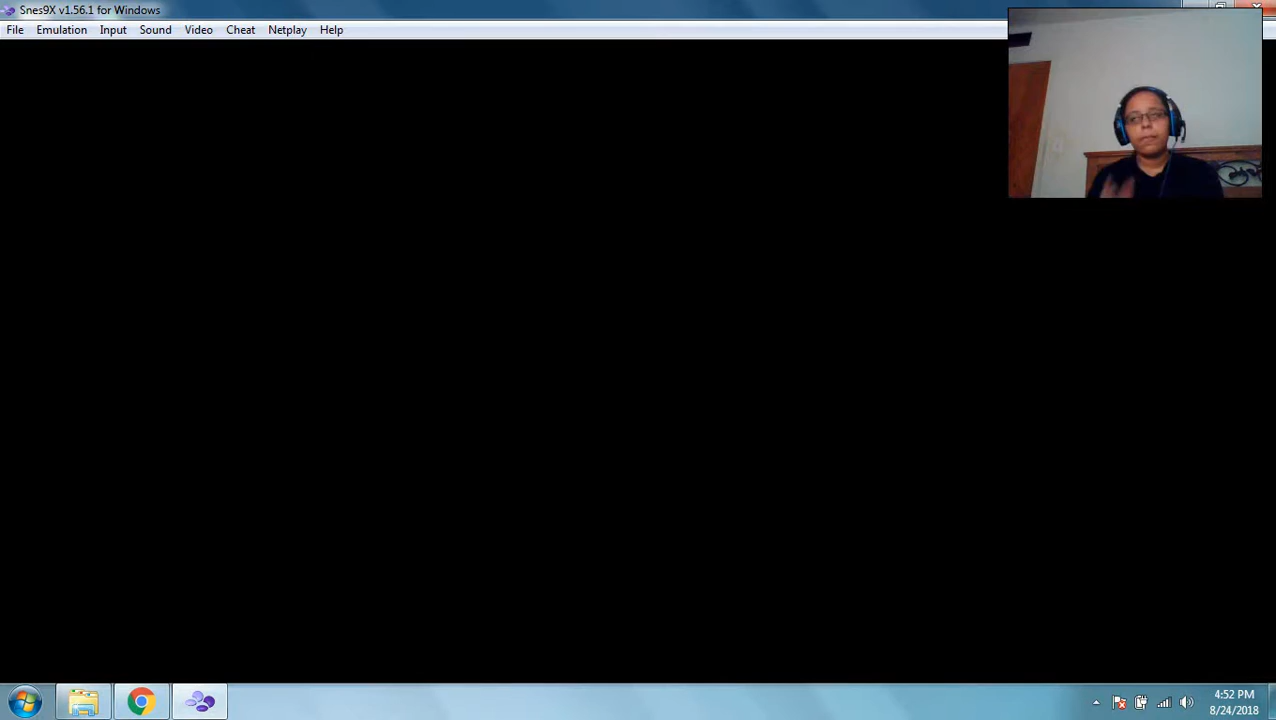 Snes9X v1.56.1 for Windows
File Emulation Input Sound Video Cheat Netplay Help
4:52 PM
8/24/2018